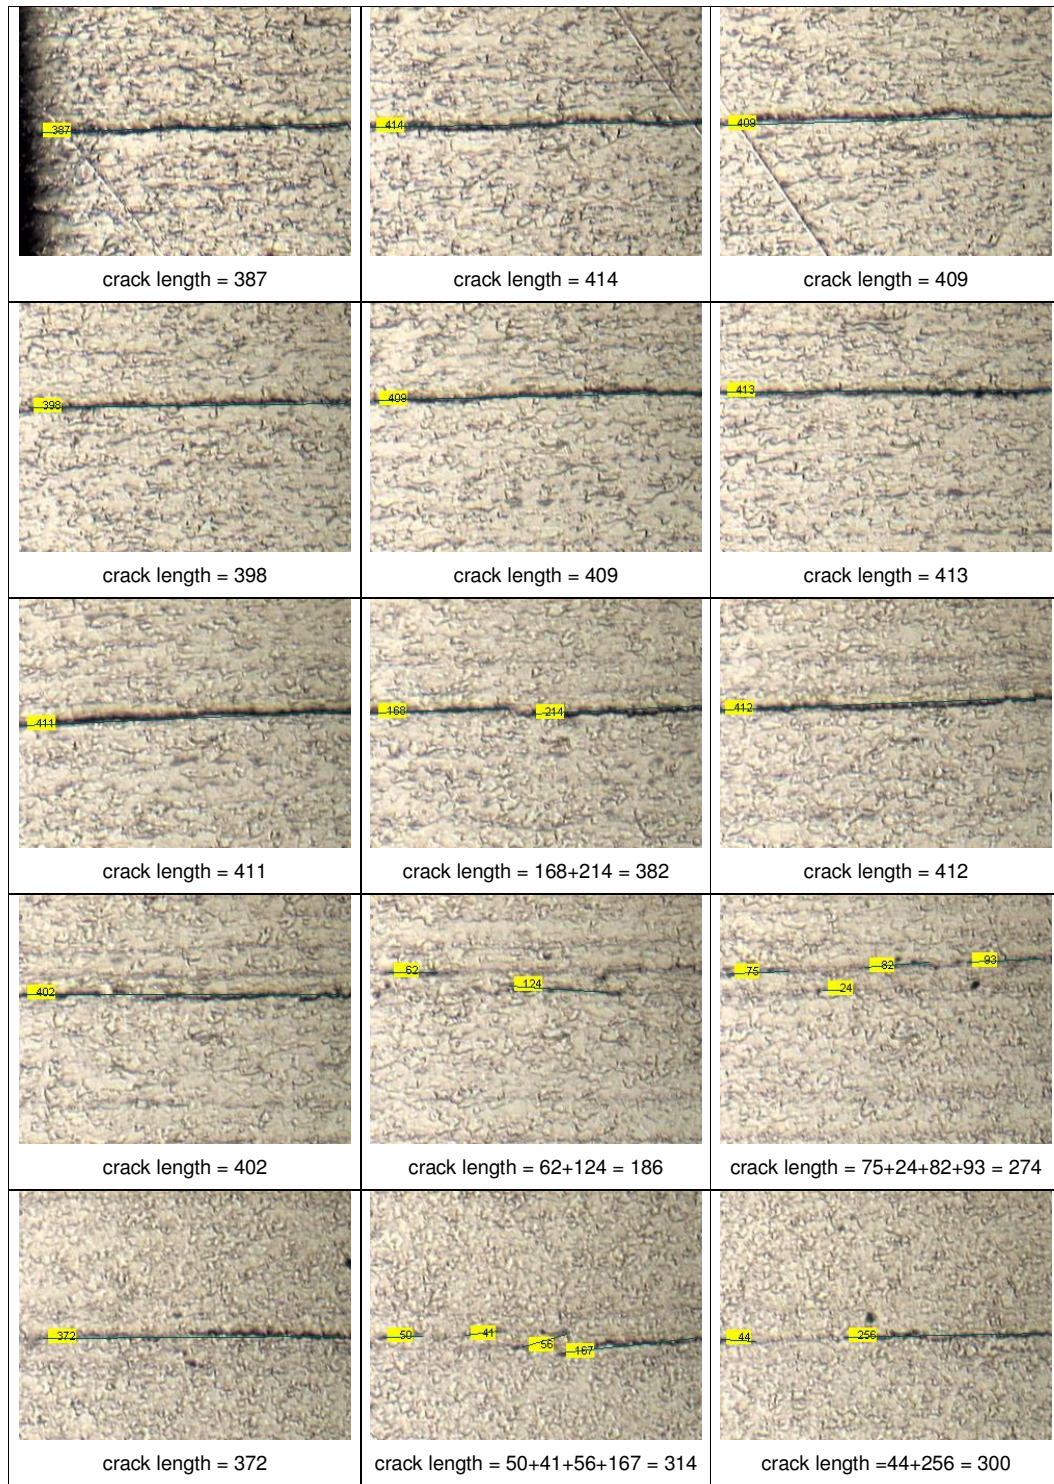 387
414
409
crack length = 387
crack length = 414
crack length = 409
398
409
413
crack length = 398
crack length = 409
crack length = 413
411
168
214
412
crack length = 411
crack length = 168+214 = 382
crack length = 412
402
62
124
75
24
82
93
crack length = 402
crack length = 62+124 = 186
crack length = 75+24+82+93 = 274
372
50
41
56
167
44
256
crack length = 372
crack length = 50+41+56+167 = 314
crack length =44+256 = 300